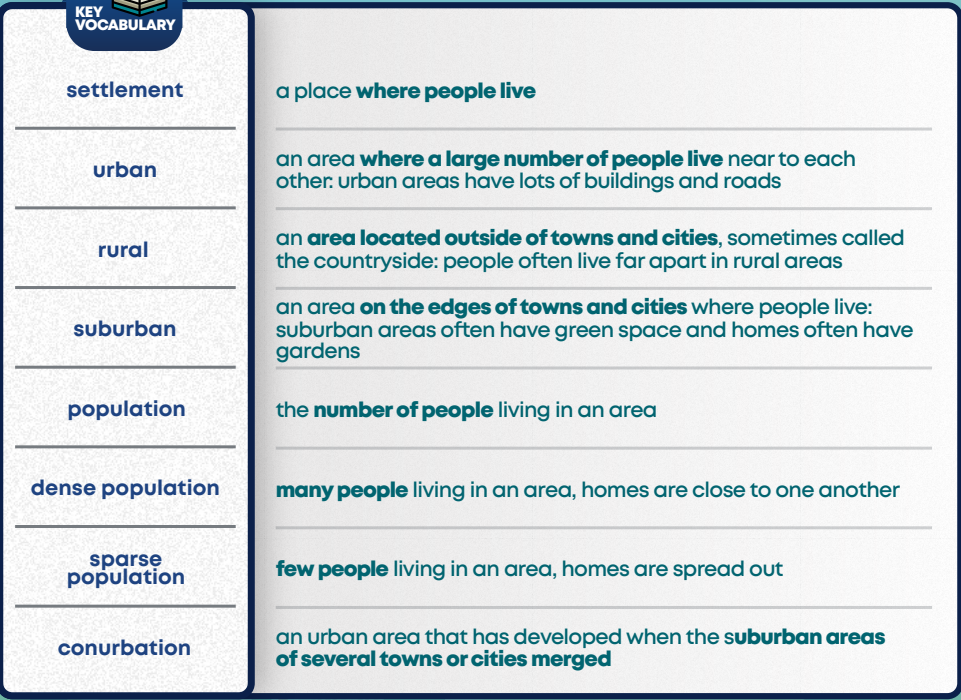 KEY
VOCABULARY
settlement
a place where people live
urban
an area where a large number of people live near to each
other: urban areas have lots of buildings and roads
rural
an area located outside of towns and cities, sometimes called
the countryside: people often live far apart in rural areas
suburban
an area on the edges of towns and cities where people live:
suburban areas often have green space and homes often have
gardens
population
the number of people living in an area
dense population
many people living in an area, homes are close to one another
sparse
population
few people living in an area, homes are spread out
conurbation
an urban area that has developed when the suburban areas
of several towns or cities merged